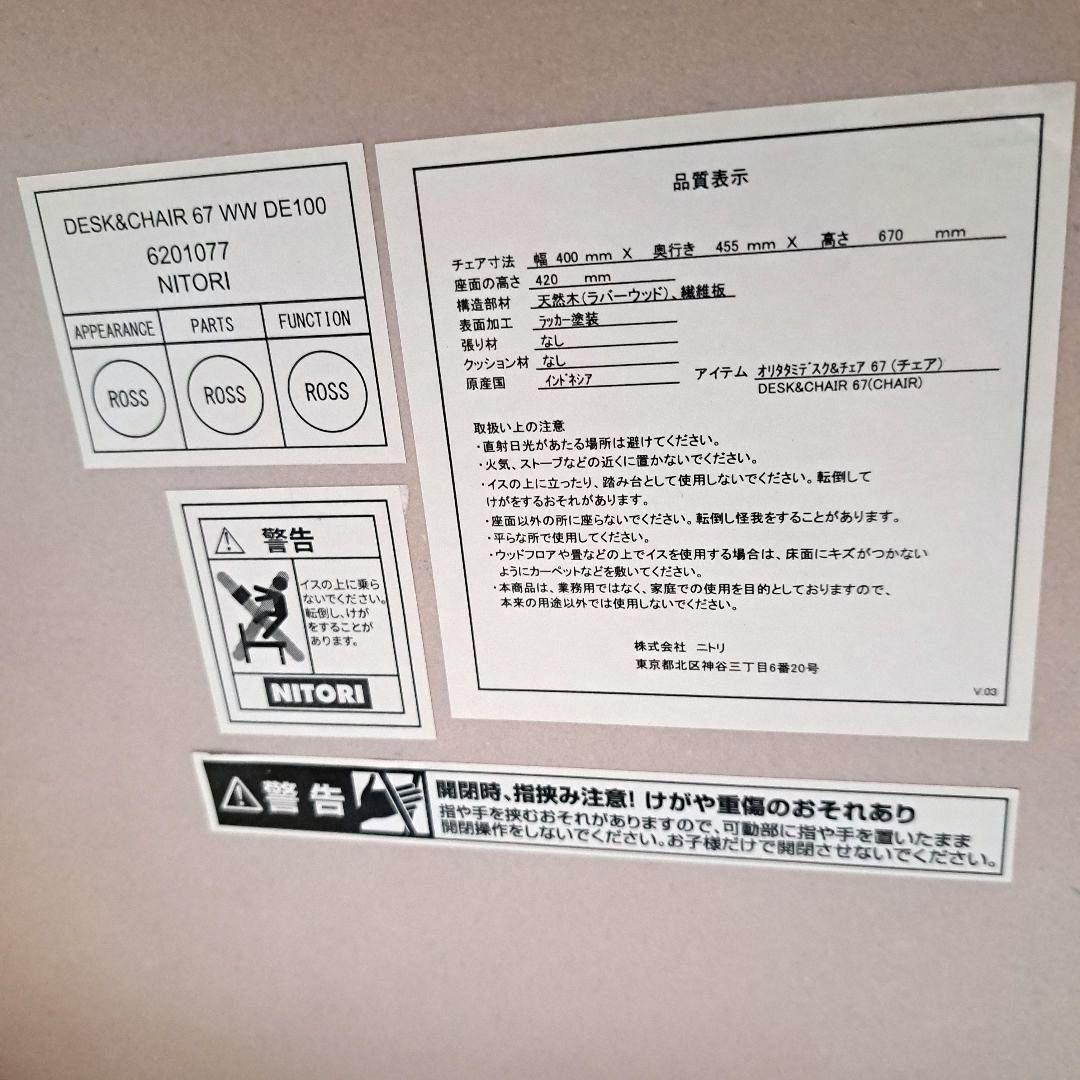 DESK&CHAIR 67 WW DE100
6201077
NITORI
APPEARANCE PARTS FUNCTION
ROSS ROSS ROSS
品質表示
チェア寸法 幅 400 mm X 奥行き 455 mm X 高さ 670 mm
座面の高さ 420 mm
構造部材 天然木(ラバーウッド)、繊維板
表面加工 ラッカー塗装
張り材 なし
クッション材 なし
原産国 インドネシア
アイテム オリタタミデスク&チェア 67 (チェア)
DESK&CHAIR 67(CHAIR)
取扱い上の注意
・直射日光があたる場所は避けてください。
・火気、ストーブなどの近くに置かないでください。
・イスの上に立ったり、踏み台として使用しないでください。転倒して
けがをするおそれがあります。
・座面以外の所に座らないでください。転倒し怪我をすることがあります。
・平らな所で使用してください。
・ウッドフロアや畳などの上でイスを使用する場合は、床面にキズがつかない
ようにカーペットなどを敷いてください。
・本商品は、業務用ではなく、家庭での使用を目的としておりますので、
本来の用途以外では使用しないでください。
株式会社 ニトリ
東京都北区神谷三丁目6番20号
V.03
警告
イスの上に乗ら
ないでください。
転倒し、けが
をすることが
あります。
NITORI
警告
開閉時、指挟み注意! けがや重傷のおそれあり
指や手を挟むおそれがありますので、可動部に指や手を置いたまま
開閉操作をしないでください。お子様だけで開閉させないでください。